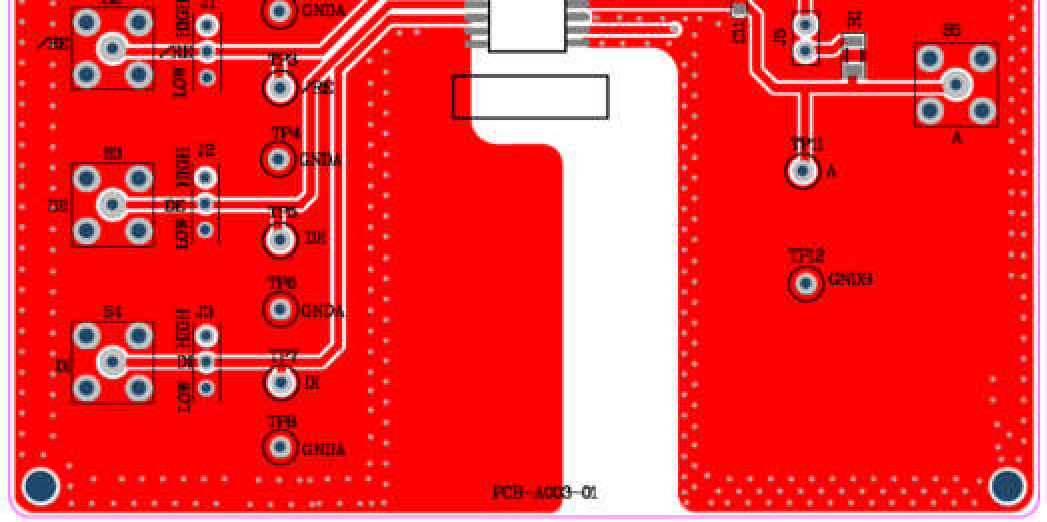 GNDA
HIGH
J1
/RE
/RE
LOW
TP3
/RE
C11
J5
R1
S5
A
TP4
GNDA
TP11
A
S3
J2
HIGH
DE
DE
LOW
TP5
DE
TP12
GNDB
TP6
GNDA
S4
J3
HIGH
DI
DI
LOW
TP7
DI
TP8
GNDA
PCB-A003-01